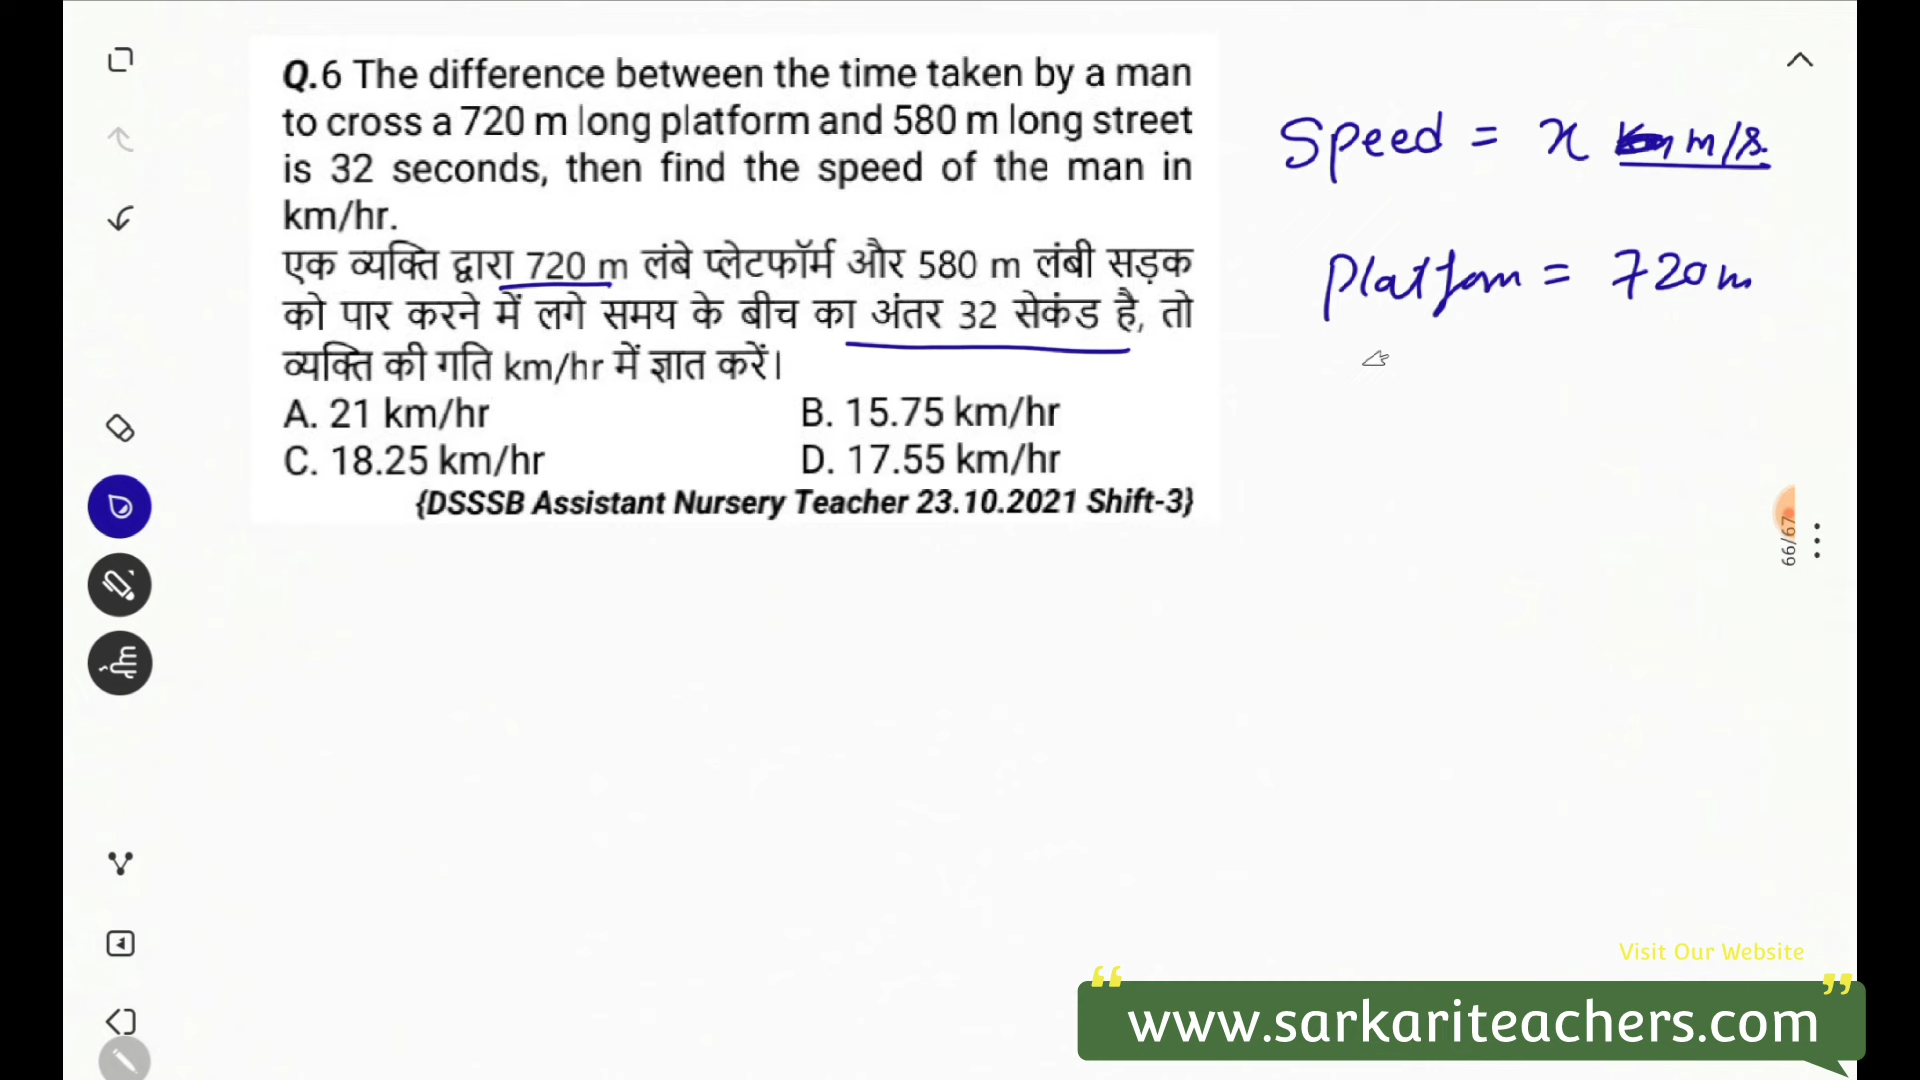 Q.6 The difference between the time taken by a man
to cross a 720 m long platform and 580 m long street
is 32 seconds, then find the speed of the man in
km/hr.
एक व्यक्ति द्वारा 720 m लंबे प्लेटफॉर्म और 580 m लंबी सड़क
को पार करने में लगे समय के बीच का अंतर 32 सेकंड है, तो
व्यक्ति की गति km/hr में ज्ञात करें।
A. 21 km/hr B. 15.75 km/hr
C. 18.25 km/hr D. 17.55 km/hr
{DSSSB Assistant Nursery Teacher 23.10.2021 Shift-3}
Speed = x m/s.
Platfom = 720m
66/67
Visit Our Website
“ www.sarkariteachers.com ”